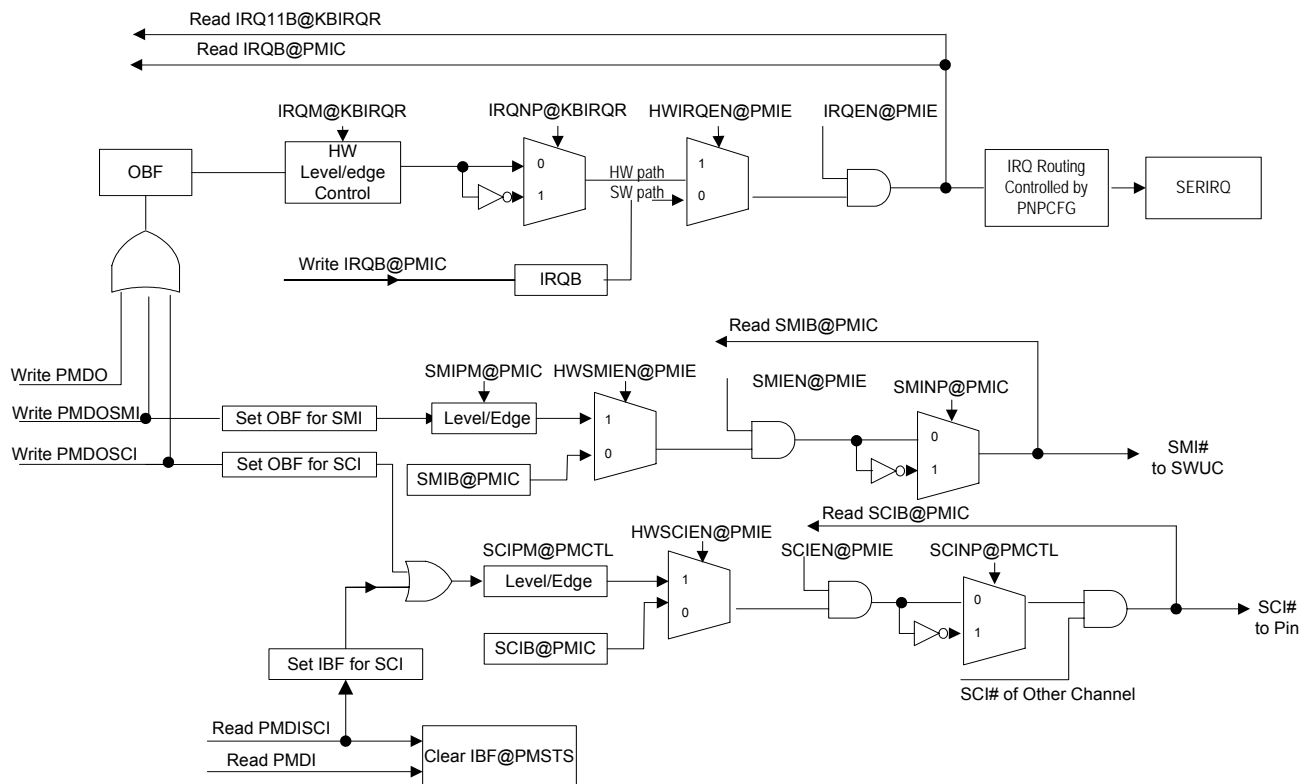 Read IRQ11B@KBIRQR
Read IRQB@PMIC
IRQM@KBIRQR
IRQNP@KBIRQR
HWIRQEN@PMIE
IRQEN@PMIE
OBF
HW
Level/edge
Control
0
1
HW path
SW path
1
0
IRQ Routing
Controlled by
PNPCFG
SERIRQ
Write IRQB@PMIC
IRQB
Read SMIB@PMIC
Write PMDO
SMIPM@PMIC
HWSMIEN@PMIE
SMIEN@PMIE
SMINP@PMIC
Write PMDOSMI
Set OBF for SMI
Level/Edge
1
0
0
1
SMI#
to SWUC
Write PMDOSCI
Set OBF for SCI
SMIB@PMIC
Read SCIB@PMIC
HWSCIEN@PMIE
SCIPM@PMCTL
SCIEN@PMIE
SCINP@PMCTL
Level/Edge
1
0
0
1
SCI#
to Pin
SCIB@PMIC
Set IBF for SCI
SCI# of Other Channel
Read PMDISCI
Read PMDI
Clear IBF@PMSTS